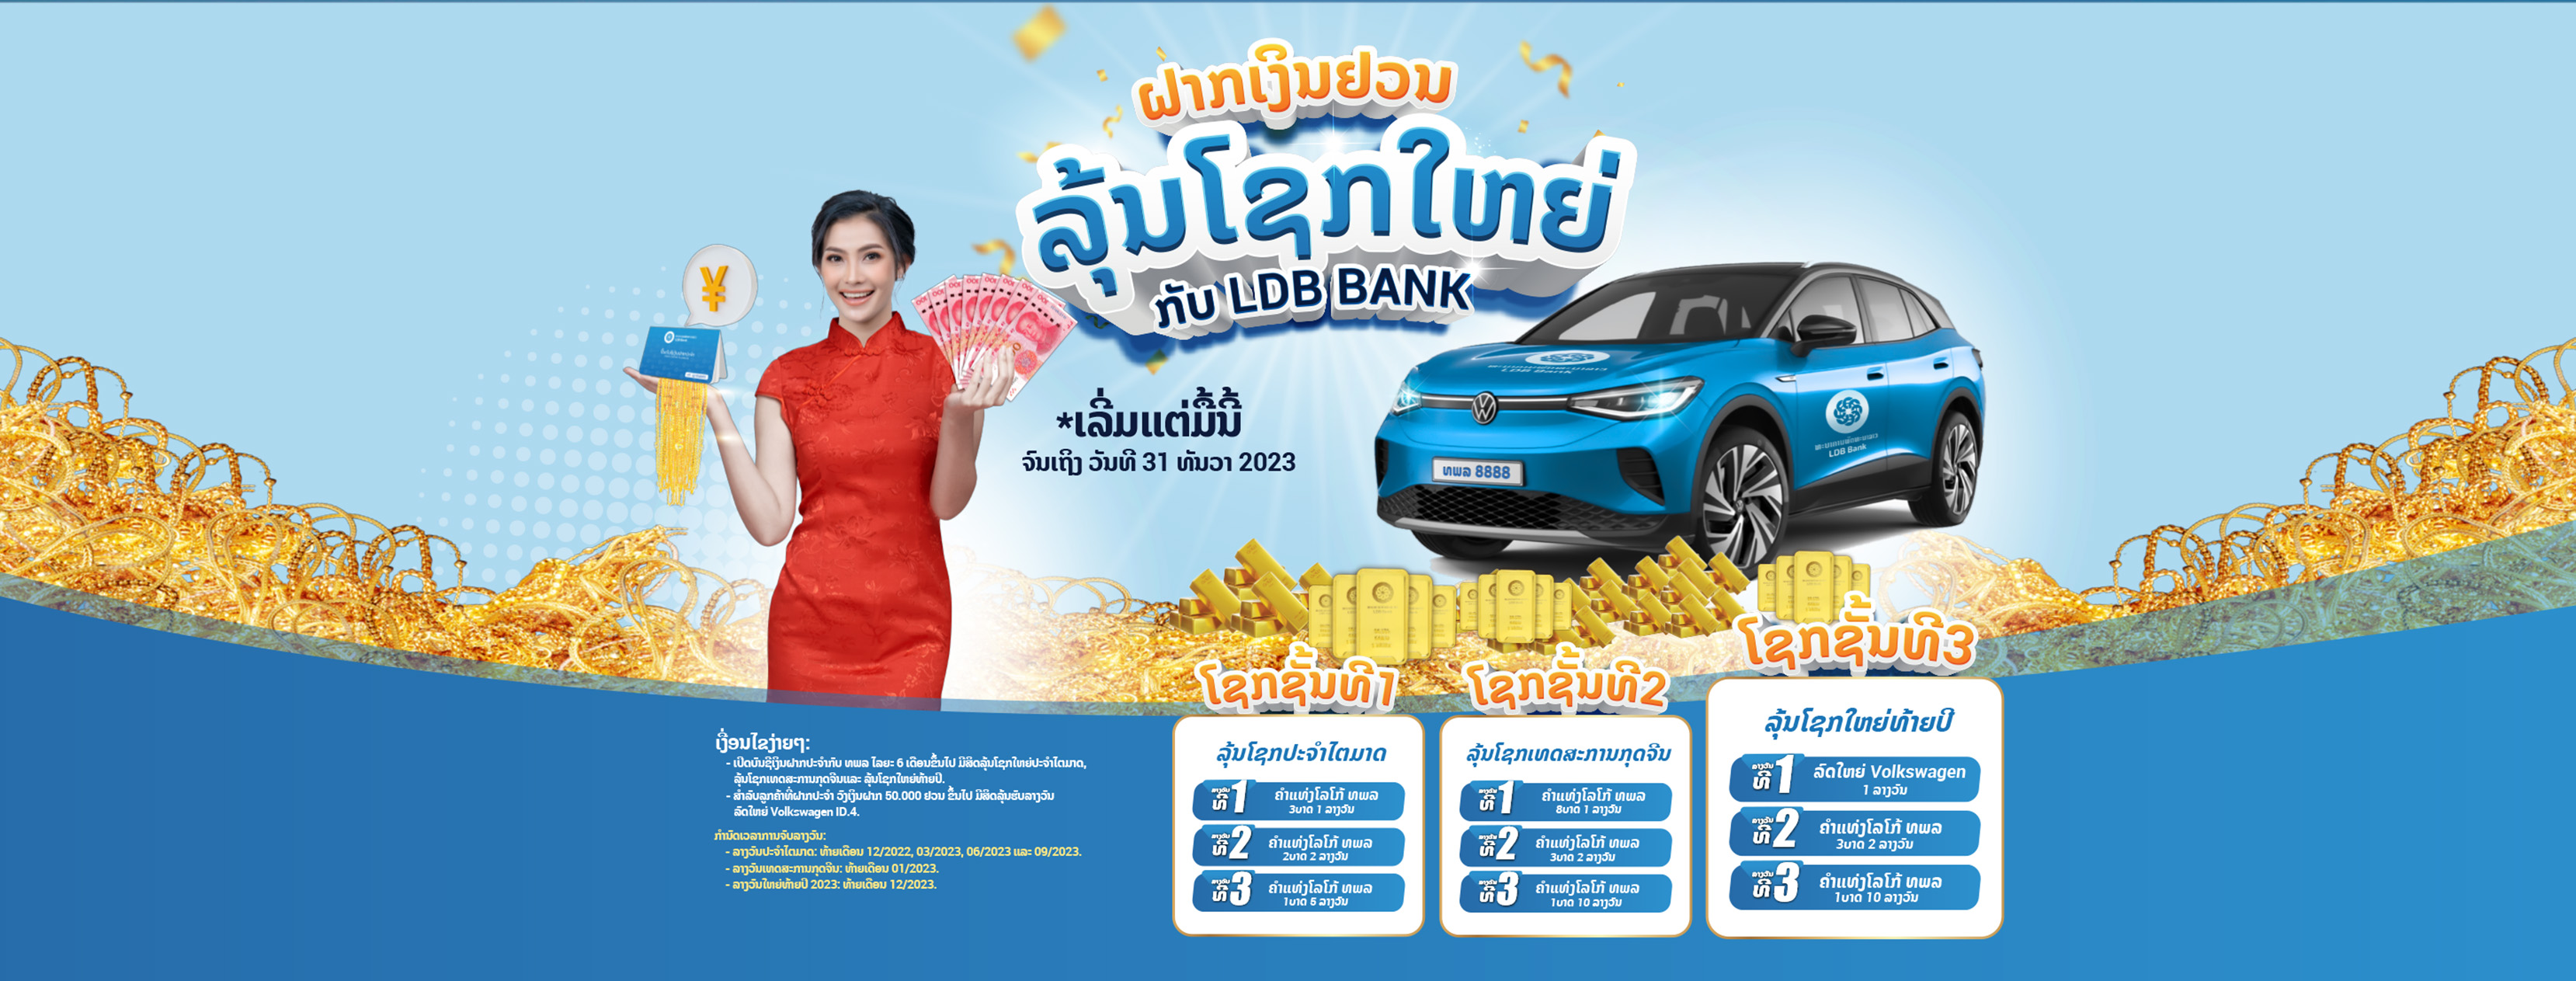 ຝາກເງິນຢວນ
ລຸ້ນໂຊກໃຫຍ່
ກັບ LDB BANK
*ເລີ່ມແຕ່ມື້ນີ້
ຈົນເຖິງ ວັນທີ 31 ທັນວາ 2023
ທພລ 8888
LDB Bank
LDB Bank
ເງື່ອນໄຂງ່າຍໆ:
- ເປີດບັນຊີເງິນຝາກປະຈຳກັບ ທພລ ໄລຍະ 6 ເດືອນຂຶ້ນໄປ ມີສິດລຸ້ນໂຊກໃຫຍ່ປະຈຳໄຕມາດ,
ລຸ້ນໂຊກເທດສະການກຸດຈີນແລະ ລຸ້ນໂຊກໃຫຍ່ທ້າຍປີ.
- ສຳລັບລູກຄ້າທີ່ຝາກປະຈຳ ວົງເງິນຝາກ 50.000 ຢວນ ຂຶ້ນໄປ ມີສິດລຸ້ນຮັບລາງວັນ
ລົດໃຫຍ່ Volkswagen ID.4.
ກຳນົດເວລາການຈັບລາງວັນ:
- ລາງວັນປະຈຳໄຕມາດ: ທ້າຍເດືອນ 12/2022, 03/2023, 06/2023 ແລະ 09/2023.
- ລາງວັນເທດສະການກຸດຈີນ: ທ້າຍເດືອນ 01/2023.
- ລາງວັນໃຫຍ່ທ້າຍປີ 2023: ທ້າຍເດືອນ 12/2023.
ໂຊກຊັ້ນທີ1
ລຸ້ນໂຊກປະຈຳໄຕມາດ
ລາງວັນ ທີ 1 ຄຳແທ່ງໂລໂກ້ ທພລ
3ບາດ 1 ລາງວັນ
ລາງວັນ ທີ 2 ຄຳແທ່ງໂລໂກ້ ທພລ
2ບາດ 2 ລາງວັນ
ລາງວັນ ທີ 3 ຄຳແທ່ງໂລໂກ້ ທພລ
1ບາດ 5 ລາງວັນ
ໂຊກຊັ້ນທີ2
ລຸ້ນໂຊກເທດສະການກຸດຈີນ
ລາງວັນ ທີ 1 ຄຳແທ່ງໂລໂກ້ ທພລ
8ບາດ 1 ລາງວັນ
ລາງວັນ ທີ 2 ຄຳແທ່ງໂລໂກ້ ທພລ
3ບາດ 2 ລາງວັນ
ລາງວັນ ທີ 3 ຄຳແທ່ງໂລໂກ້ ທພລ
1ບາດ 10 ລາງວັນ
ໂຊກຊັ້ນທີ3
ລຸ້ນໂຊກໃຫຍ່ທ້າຍປີ
ລາງວັນ ທີ 1 ລົດໃຫຍ່ Volkswagen
1 ລາງວັນ
ລາງວັນ ທີ 2 ຄຳແທ່ງໂລໂກ້ ທພລ
3ບາດ 2 ລາງວັນ
ລາງວັນ ທີ 3 ຄຳແທ່ງໂລໂກ້ ທພລ
1ບາດ 10 ລາງວັນ